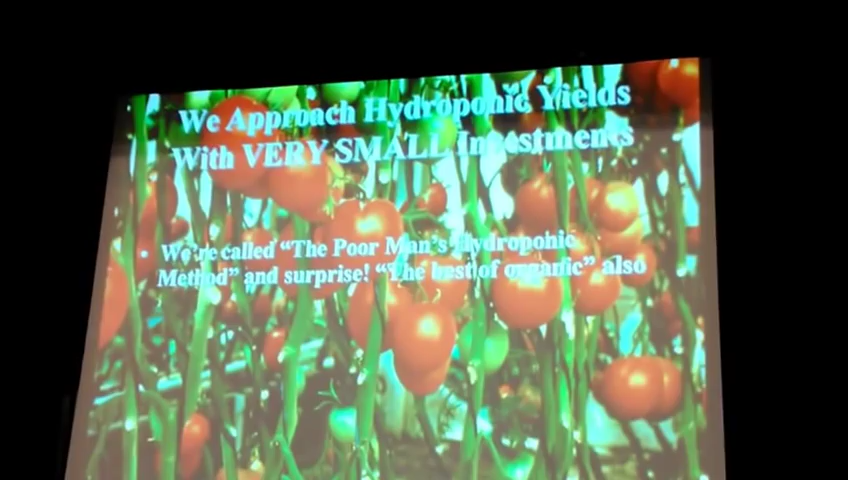 We Approach Hydroponic Yields
With VERY SMALL Investments
We're called “The Poor Man's Hydroponic
Method” and surprise! “The best of organic” also